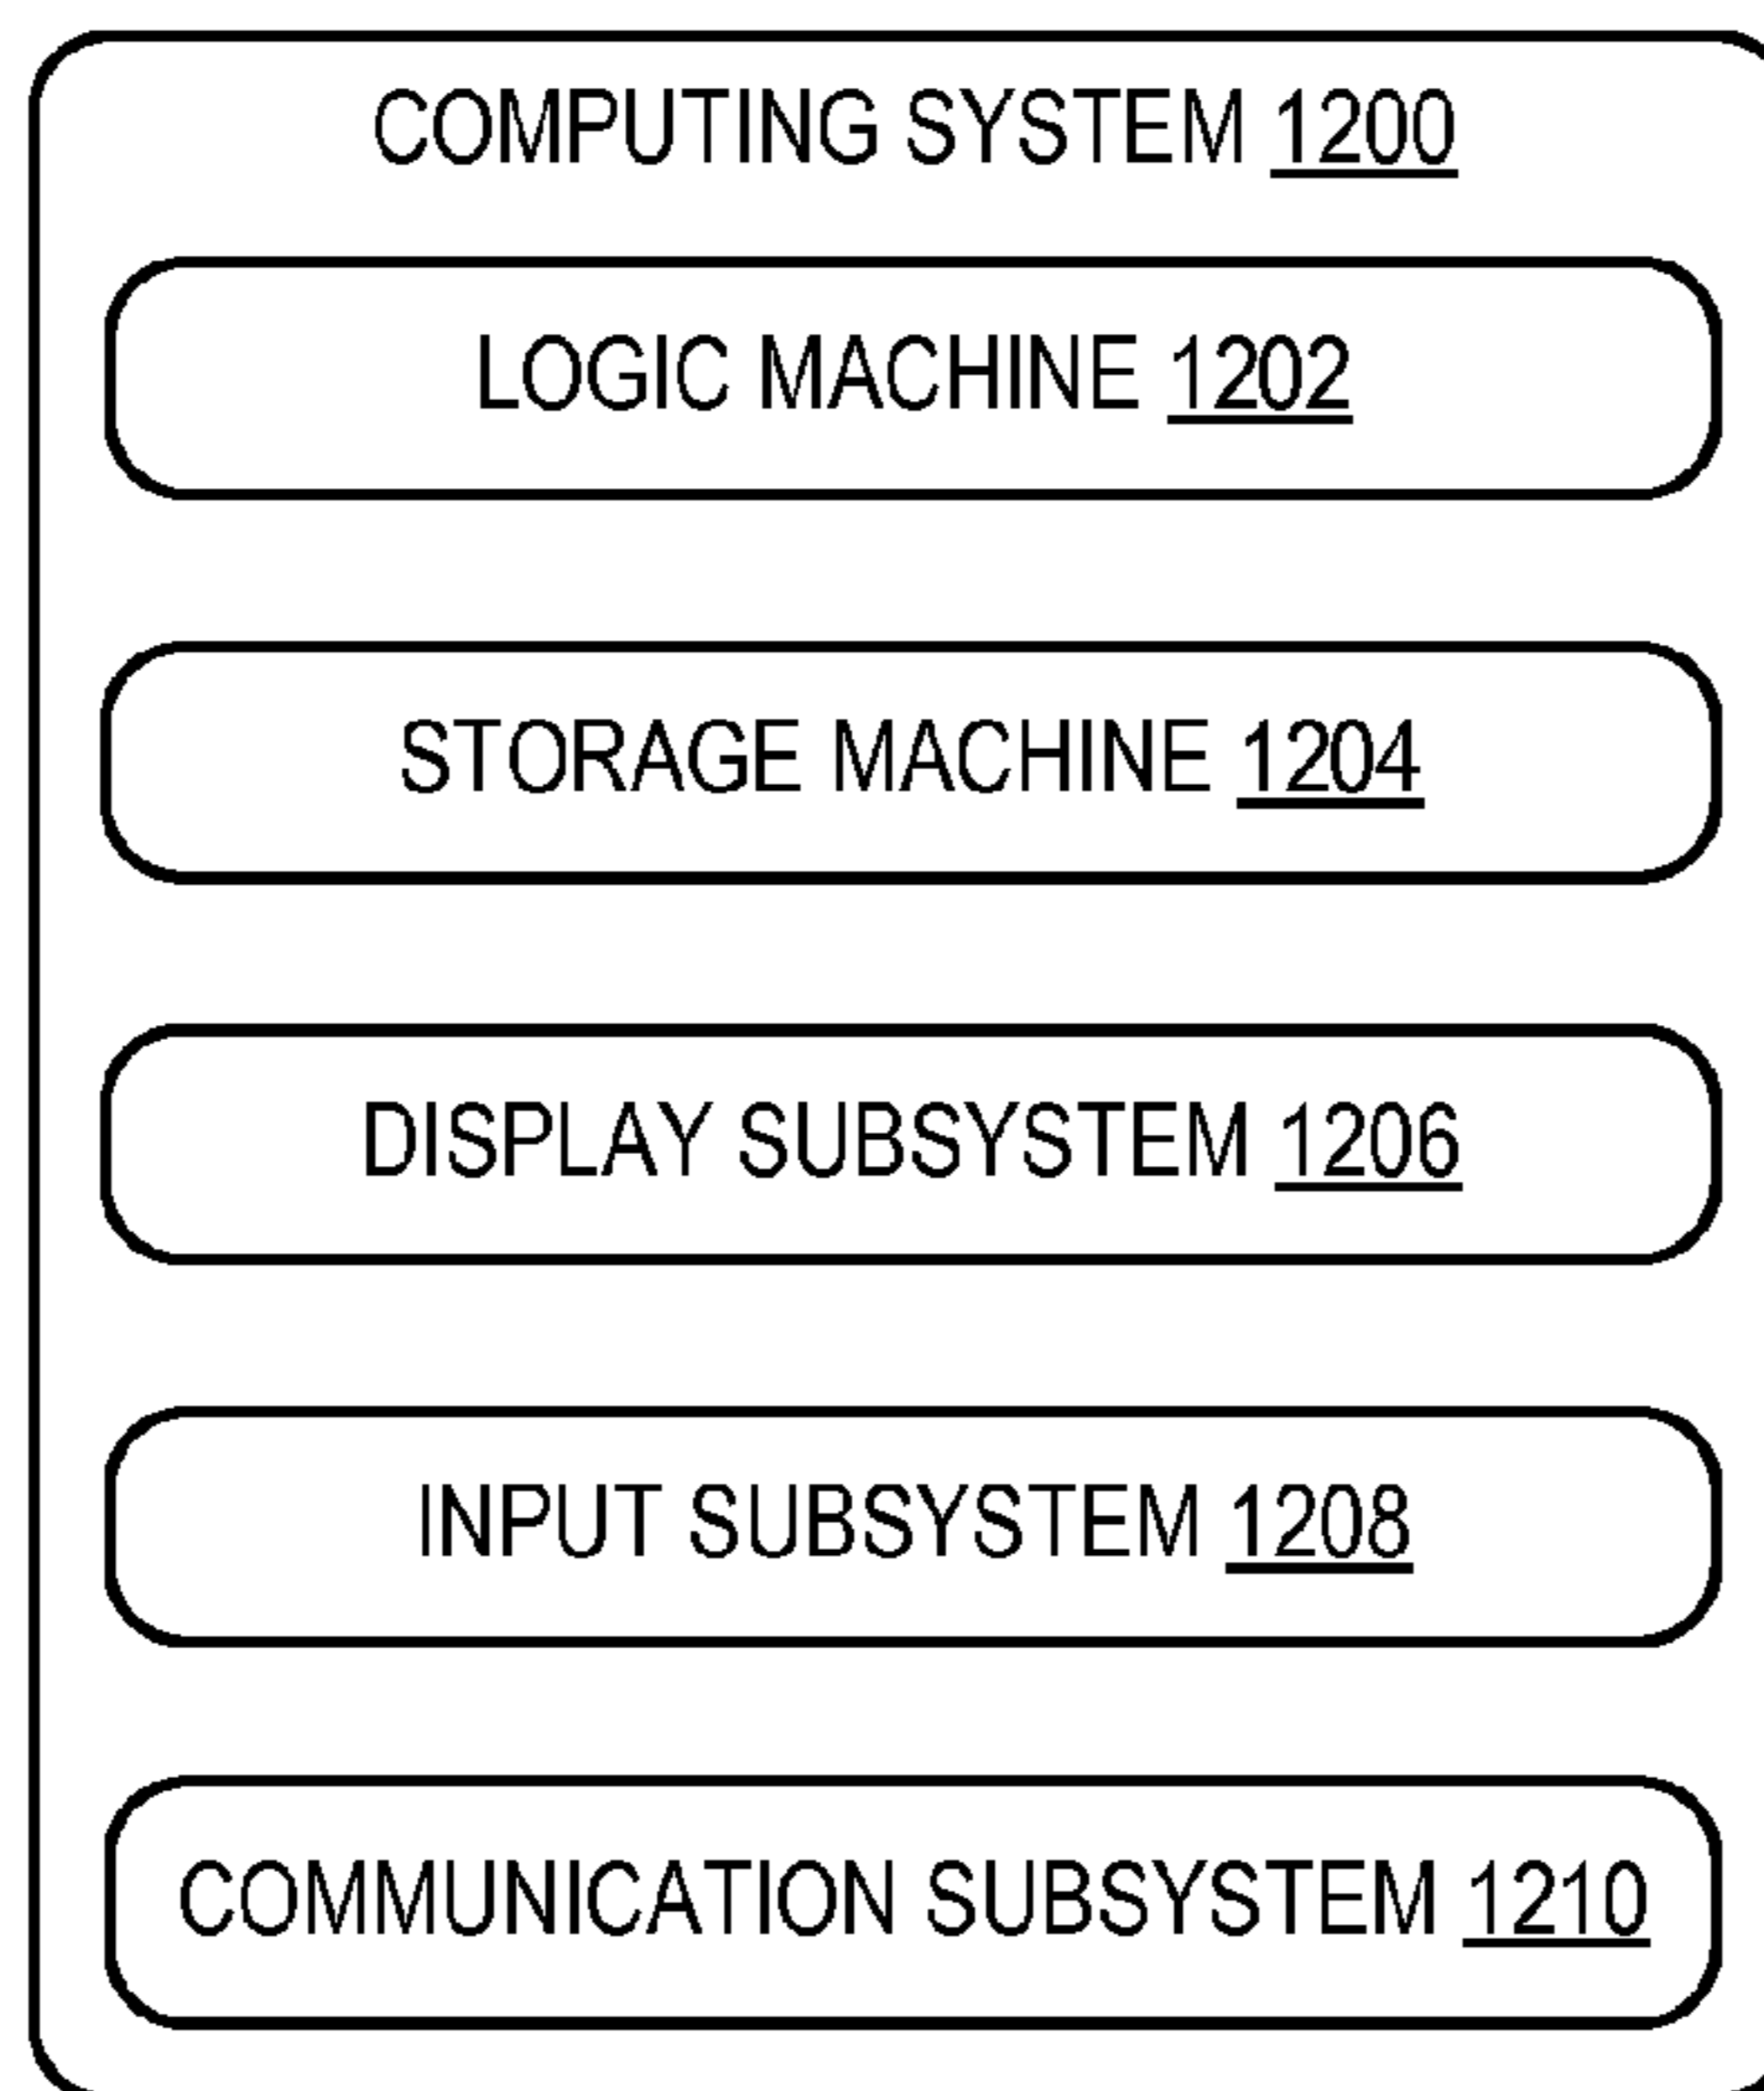 COMPUTING SYSTEM 1200
LOGIC MACHINE 1202
STORAGE MACHINE 1204
DISPLAY SUBSYSTEM 1206
INPUT SUBSYSTEM 1208
COMMUNICATION SUBSYSTEM 1210